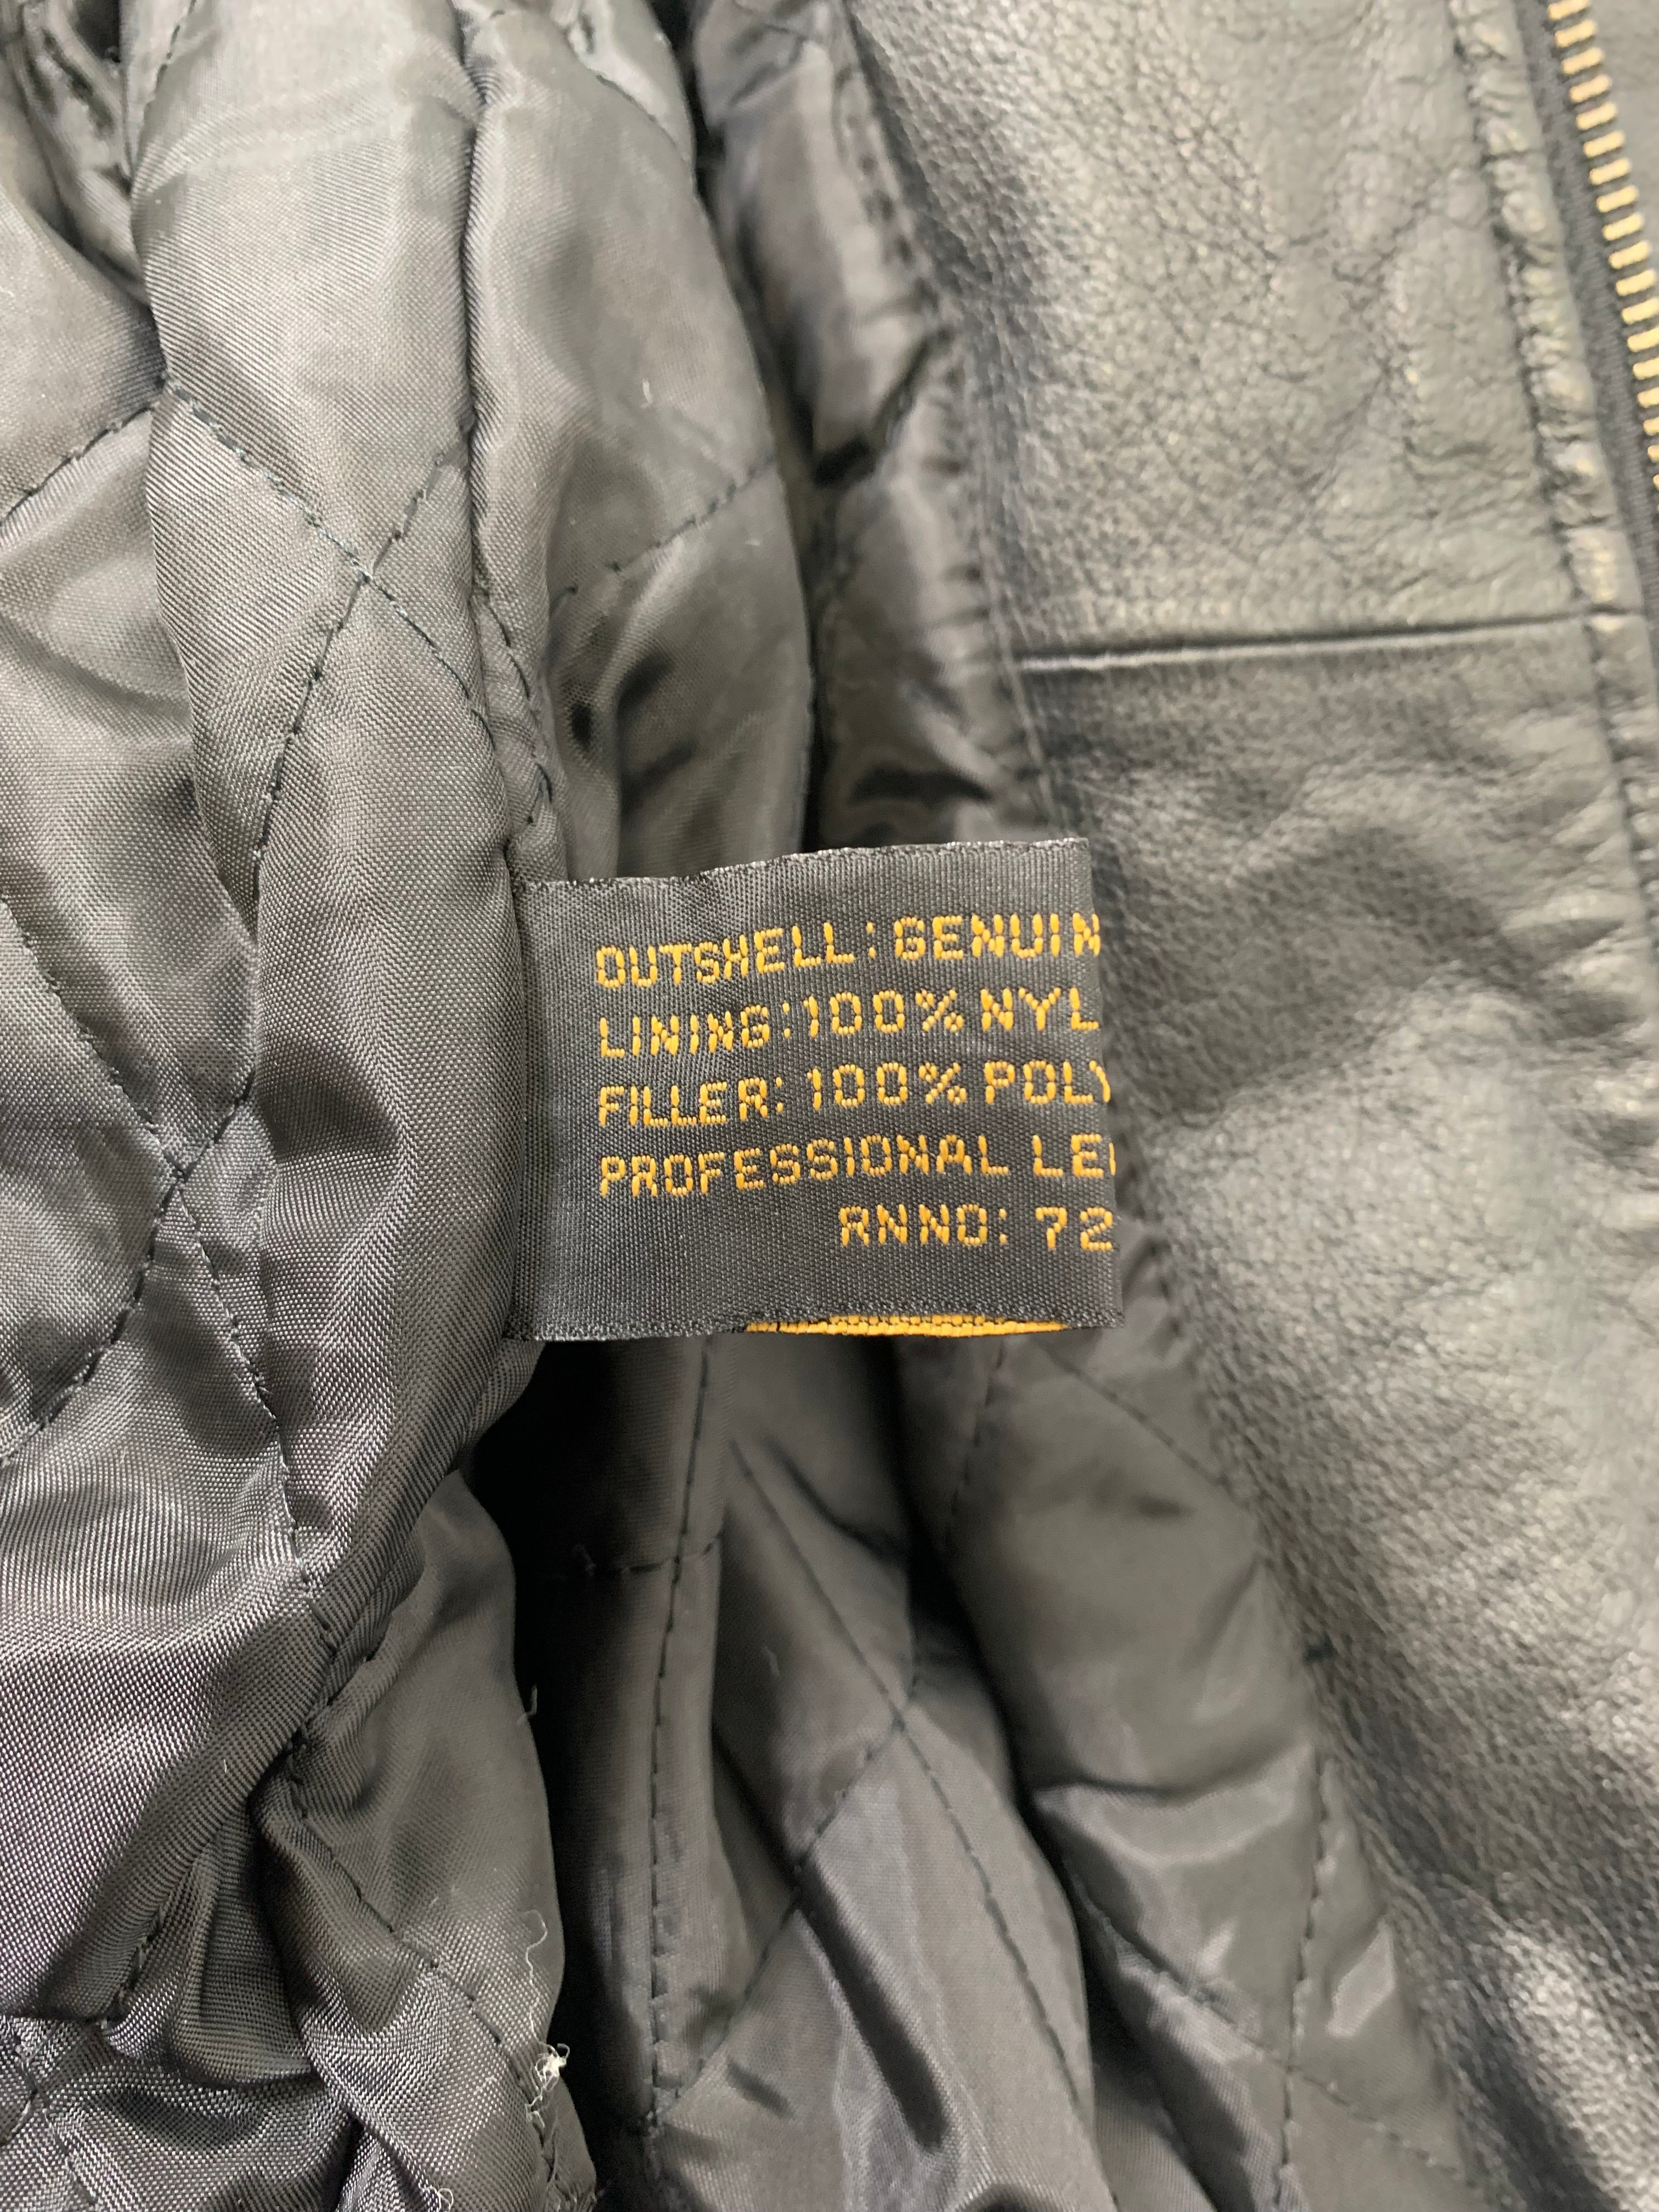 OUTSHELL: GENUIN
LINING: 100% NYL
FILLER: 100% POLY
PROFESSIONAL LE
RNNO: 72